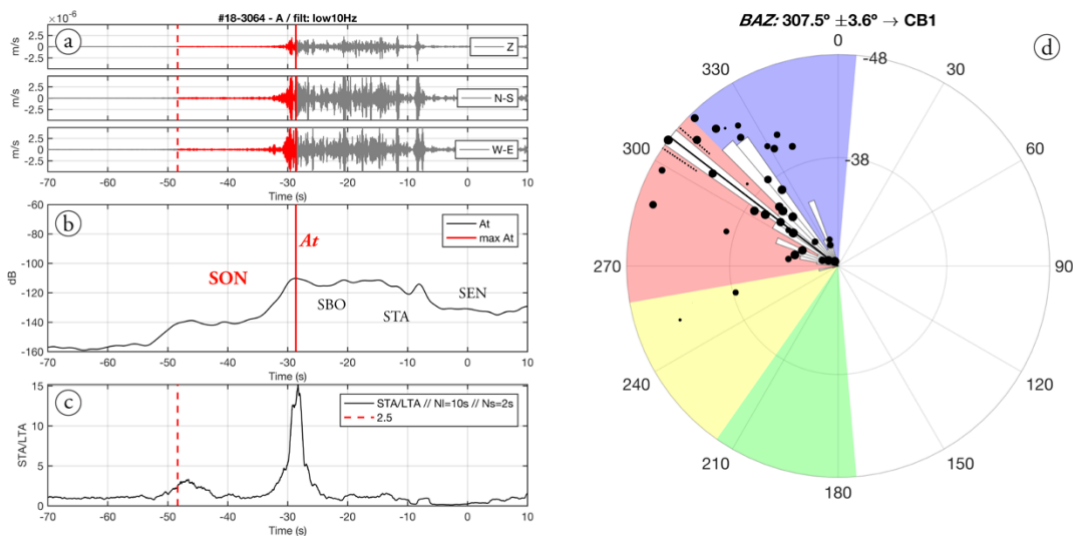 #18-3064 - A / filt: low10Hz
×10⁻⁶
a
m/s
2.5
0
-2.5
Z
m/s
2.5
0
-2.5
N-S
m/s
2.5
0
-2.5
W-E
-70 -60 -50 -40 -30 -20 -10 0 10
Time (s)
b
dB
-60
-80
-100
-120
-140
-160
At
max At
At
SON
SBO
STA
SEN
-70 -60 -50 -40 -30 -20 -10 0 10
Time (s)
c
STA/LTA
15
10
5
0
STA/LTA // Nl=10s // Ns=2s
2.5
-70 -60 -50 -40 -30 -20 -10 0 10
Time (s)
BAZ: 307.5° ±3.6° → CB1
d
0
30
60
90
120
150
180
210
240
270
300
330
-48
-38